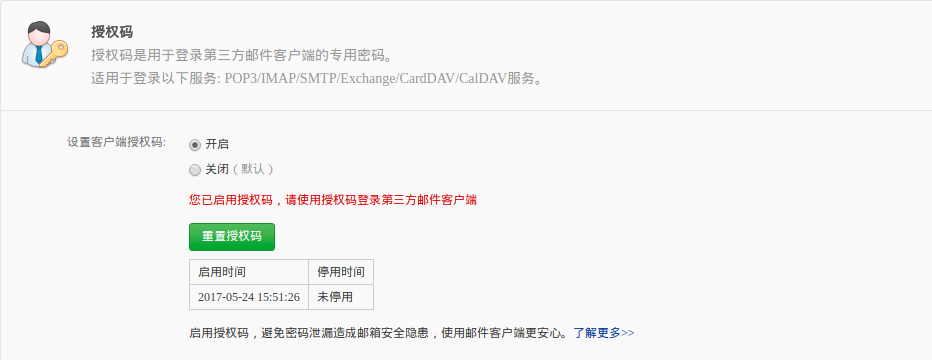 授权码
授权码是用于登录第三方邮件客户端的专用密码。
适用于登录以下服务: POP3/IMAP/SMTP/Exchange/CardDAV/CalDAV服务。
设置客户端授权码: 开启
关闭（默认）
您已启用授权码，请使用授权码登录第三方邮件客户端
重置授权码
启用时间 停用时间
2017-05-24 15:51:26 未停用
启用授权码，避免密码泄漏造成邮箱安全隐患，使用邮件客户端更安心。了解更多>>